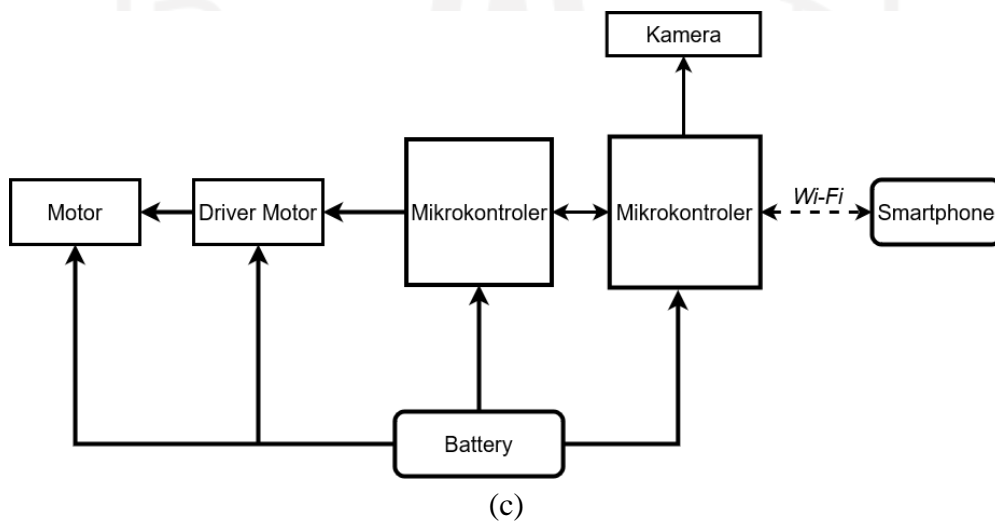 Kamera
Motor
Driver Motor
Mikrokontroler
Mikrokontroler
Wi-Fi
Smartphone
Battery
(c)